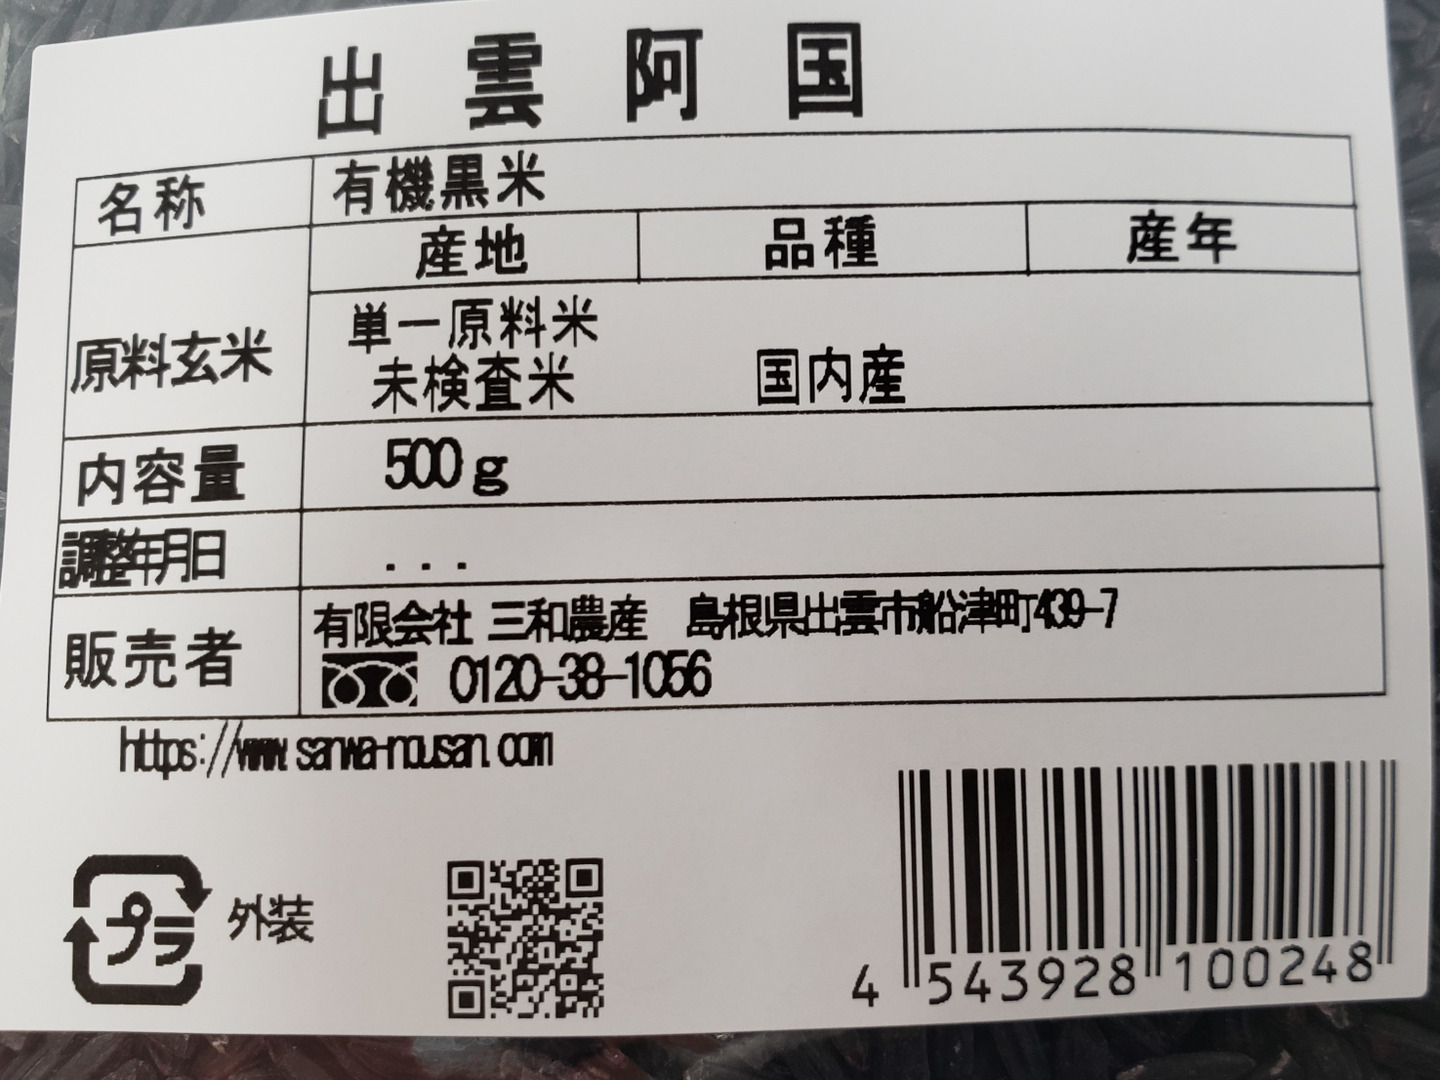 出雲阿国
名称 有機黒米
原料玄米 産地 品種 産年
単一原料米
未検査米 国内産
内容量 500g
調整年月日 ...
販売者 有限会社 三和農産 島根県出雲市船津町439-7
0120-38-1056
https://www.sanwa-nousan.com
プラ 外装
4 543928 100248